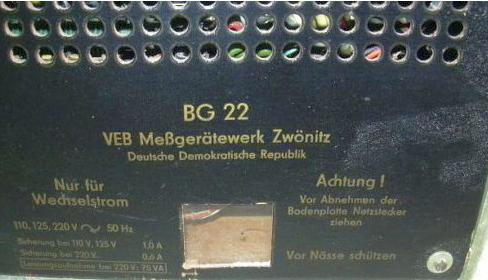 BG 22
VEB Meßgerätewerk Zwönitz
Deutsche Demokratische Republik
Nur für
Wechselstrom
110, 125, 220 V ~ 50 Hz
Sicherung bei 110 V, 125 V 1,0 A
Sicherung bei 220 V. 0,6 A
Leistungsaufnahme bei 220 V: 75 VA
Achtung !
Vor Abnehmen der
Bodenplatte Netzstecker
ziehen
Vor Nässe schützen